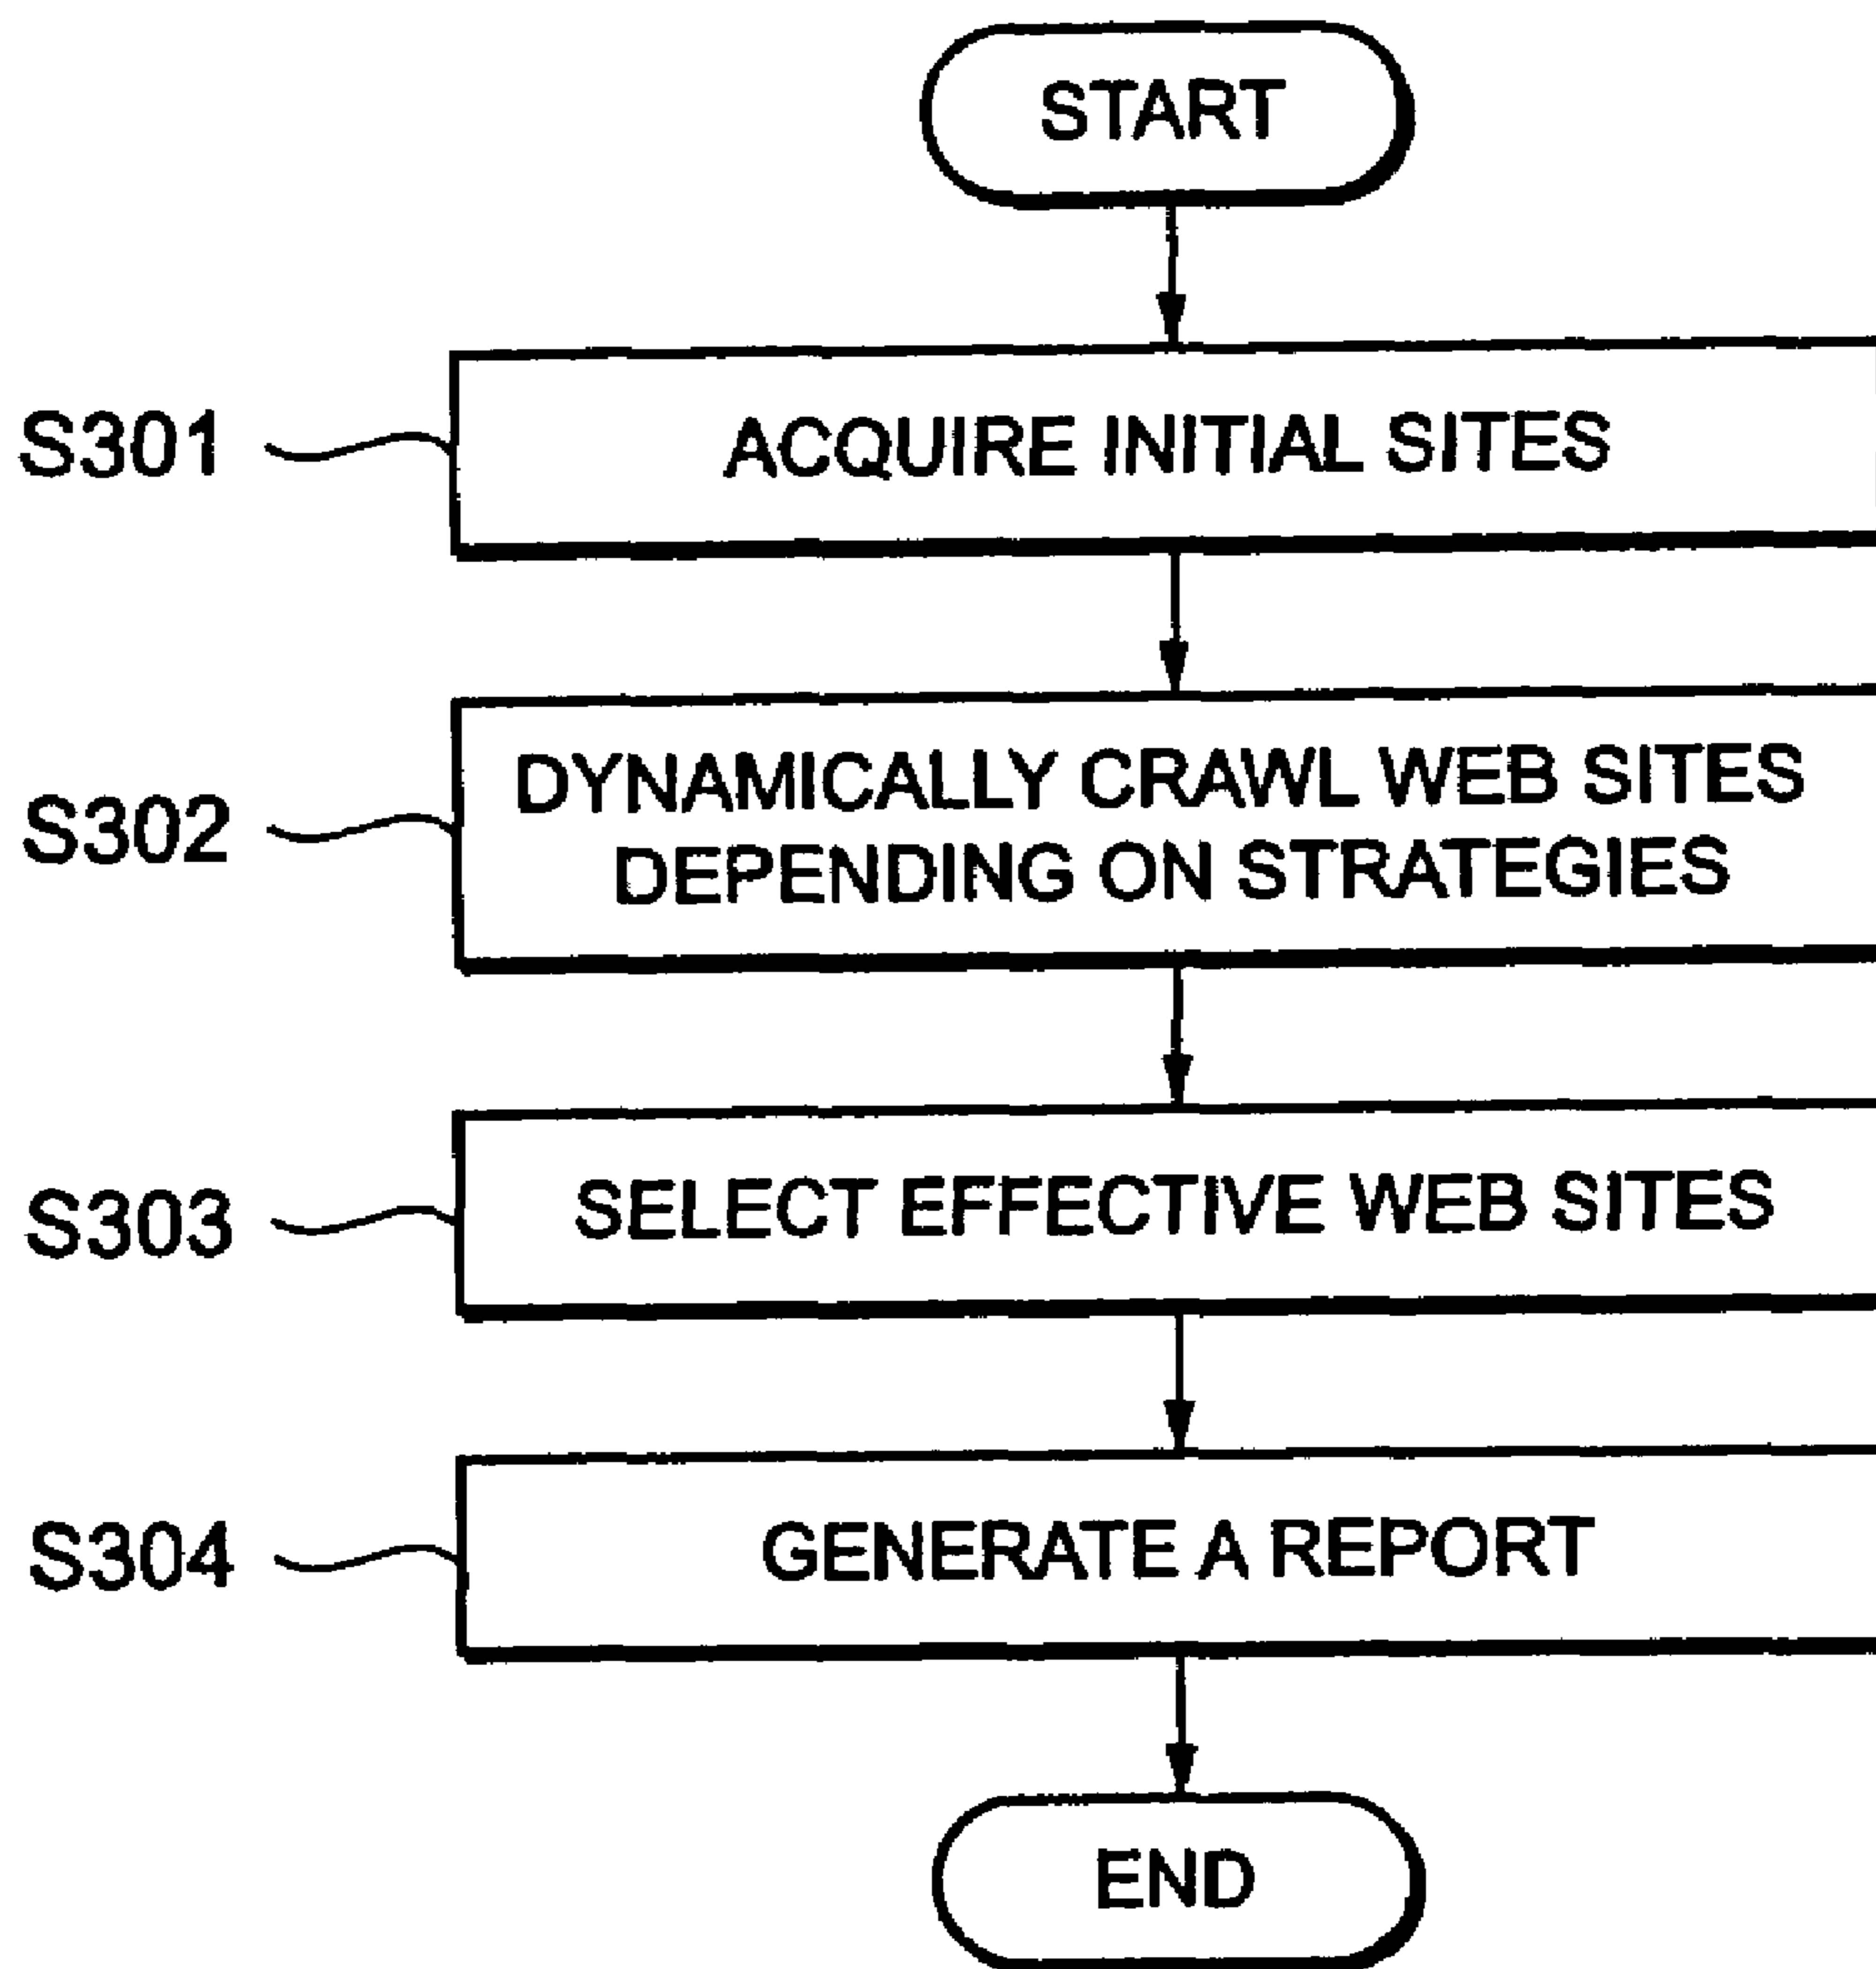 START
S301
ACQUIRE INITIAL SITES
S302
DYNAMICALLY CRAWL WEB SITES
DEPENDING ON STRATEGIES
S303
SELECT EFFECTIVE WEB SITES
S304
GENERATE A REPORT
END